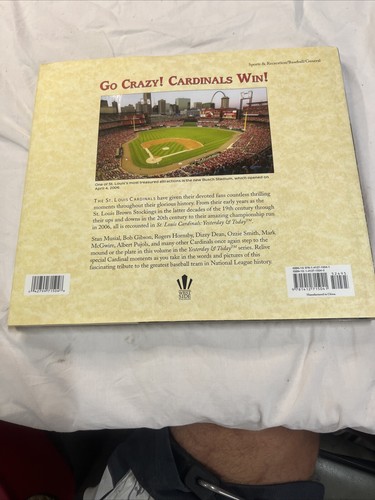 Sports & Recreation/Baseball/General
GO CRAZY! CARDINALS WIN!
One of St. Louis's most treasured attractions is the new Busch Stadium, which opened on
April 4, 2006.
THE ST. LOUIS CARDINALS have given their devoted fans countless thrilling
moments throughout their glorious history. From their early years as the
St. Louis Brown Stockings in the latter decades of the 19th century through
their ups and downs in the 20th century to their amazing championship run
in 2006, all is recounted in St. Louis Cardinals: Yesterday & Today™.
Stan Musial, Bob Gibson, Rogers Hornsby, Dizzy Dean, Ozzie Smith, Mark
McGwire, Albert Pujols, and many other Cardinals once again step to the
mound or the plate in this volume in the Yesterday & Today™ series. Relive
special Cardinal moments as you take in the words and pictures of this
fascinating tribute to the greatest baseball team in National League history.
WEST
SIDE
Manufactured in China